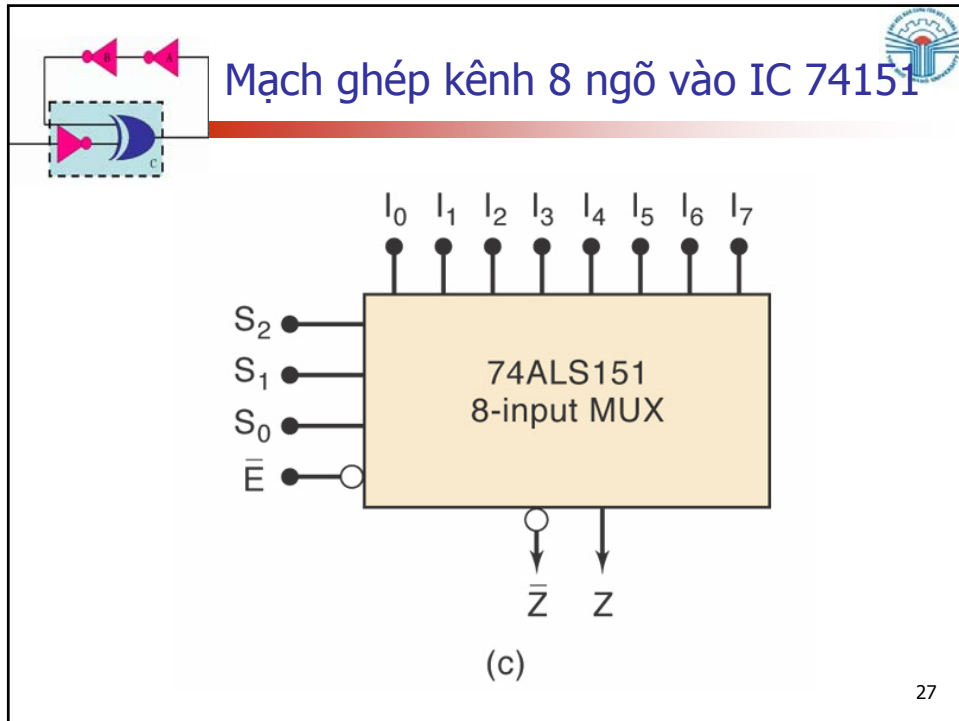 Mạch ghép kênh 8 ngõ vào IC 74151
B A
C
I₀ I₁ I₂ I₃ I₄ I₅ I₆ I₇
S₂
S₁
S₀
E̅
74ALS151
8-input MUX
Z̅ Z
(c)
27